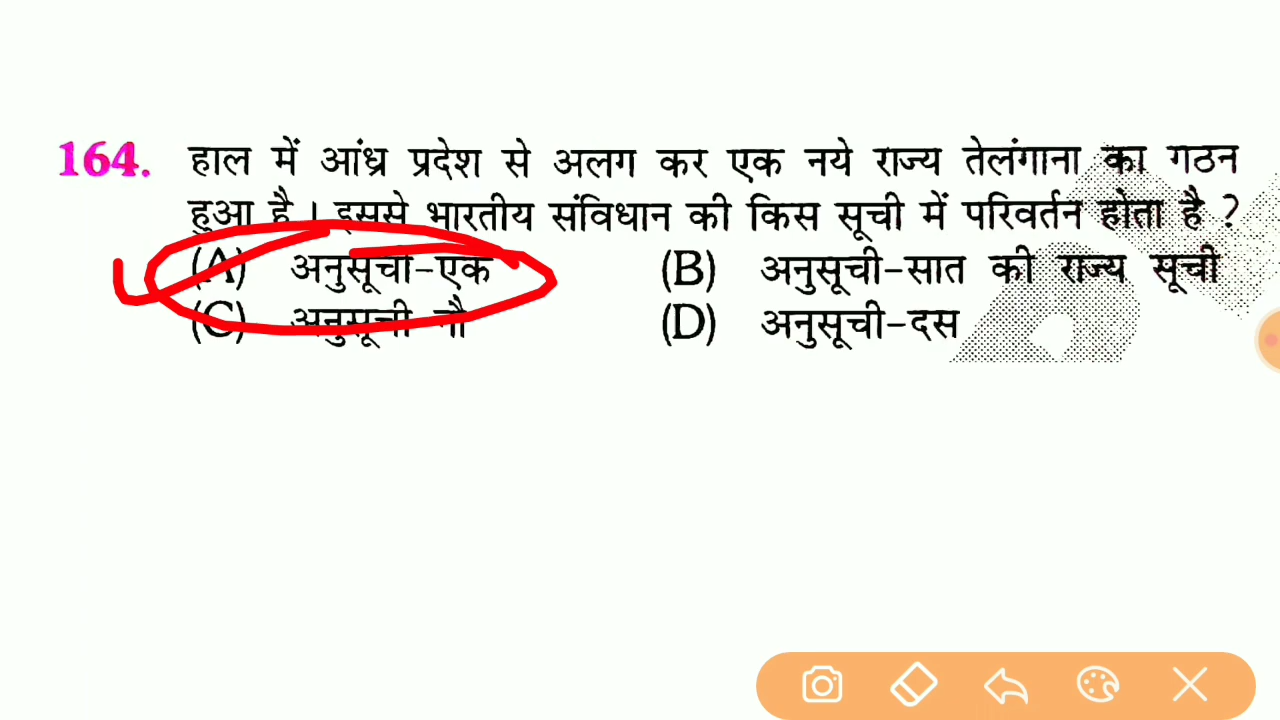 164. हाल में आंध्र प्रदेश से अलग कर एक नये राज्य तेलंगाना का गठन
हुआ है । इससे भारतीय संविधान की किस सूची में परिवर्तन होता है ?
(A) अनुसूची-एक (B) अनुसूची-सात की राज्य सूची
(C) अनुसूची-नौ (D) अनुसूची-दस